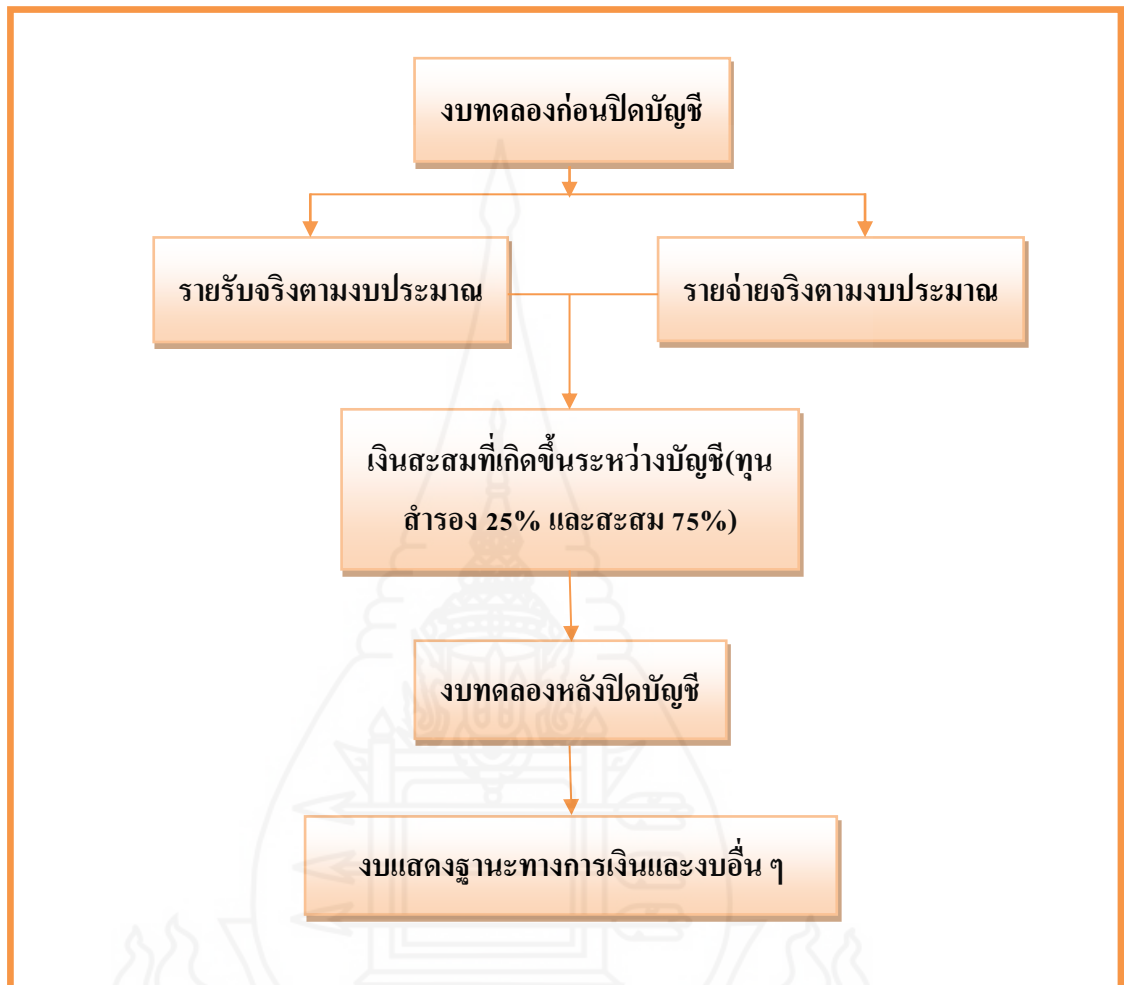 งบทดลองก่อนปิดบัญชี
รายรับจริงตามงบประมาณ
รายจ่ายจริงตามงบประมาณ
เงินสะสมที่เกิดขึ้นระหว่างบัญชี(ทุน
สำรอง 25% และสะสม 75%)
งบทดลองหลังปิดบัญชี
งบแสดงฐานะทางการเงินและงบอื่น ๆ